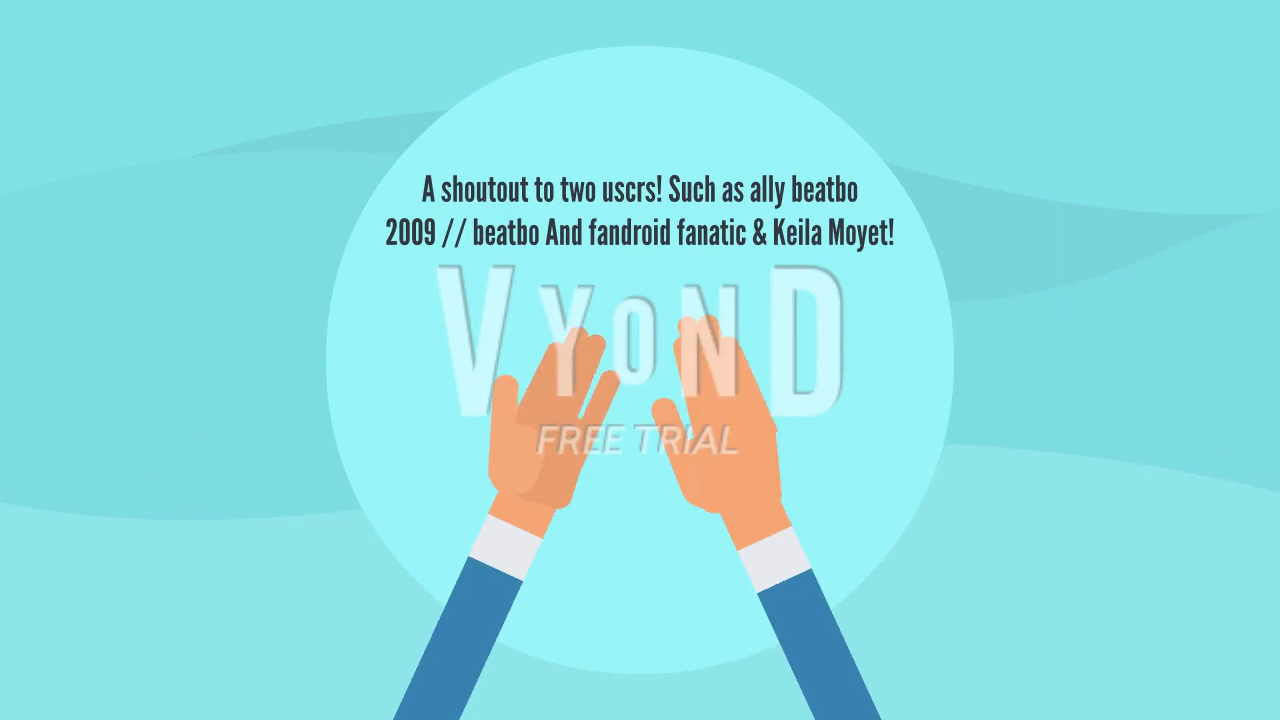 A shoutout to two uscrs! Such as ally beatbo
2009 // beatbo And fandroid fanatic & Keila Moyet!
VYOND
FREE TRIAL